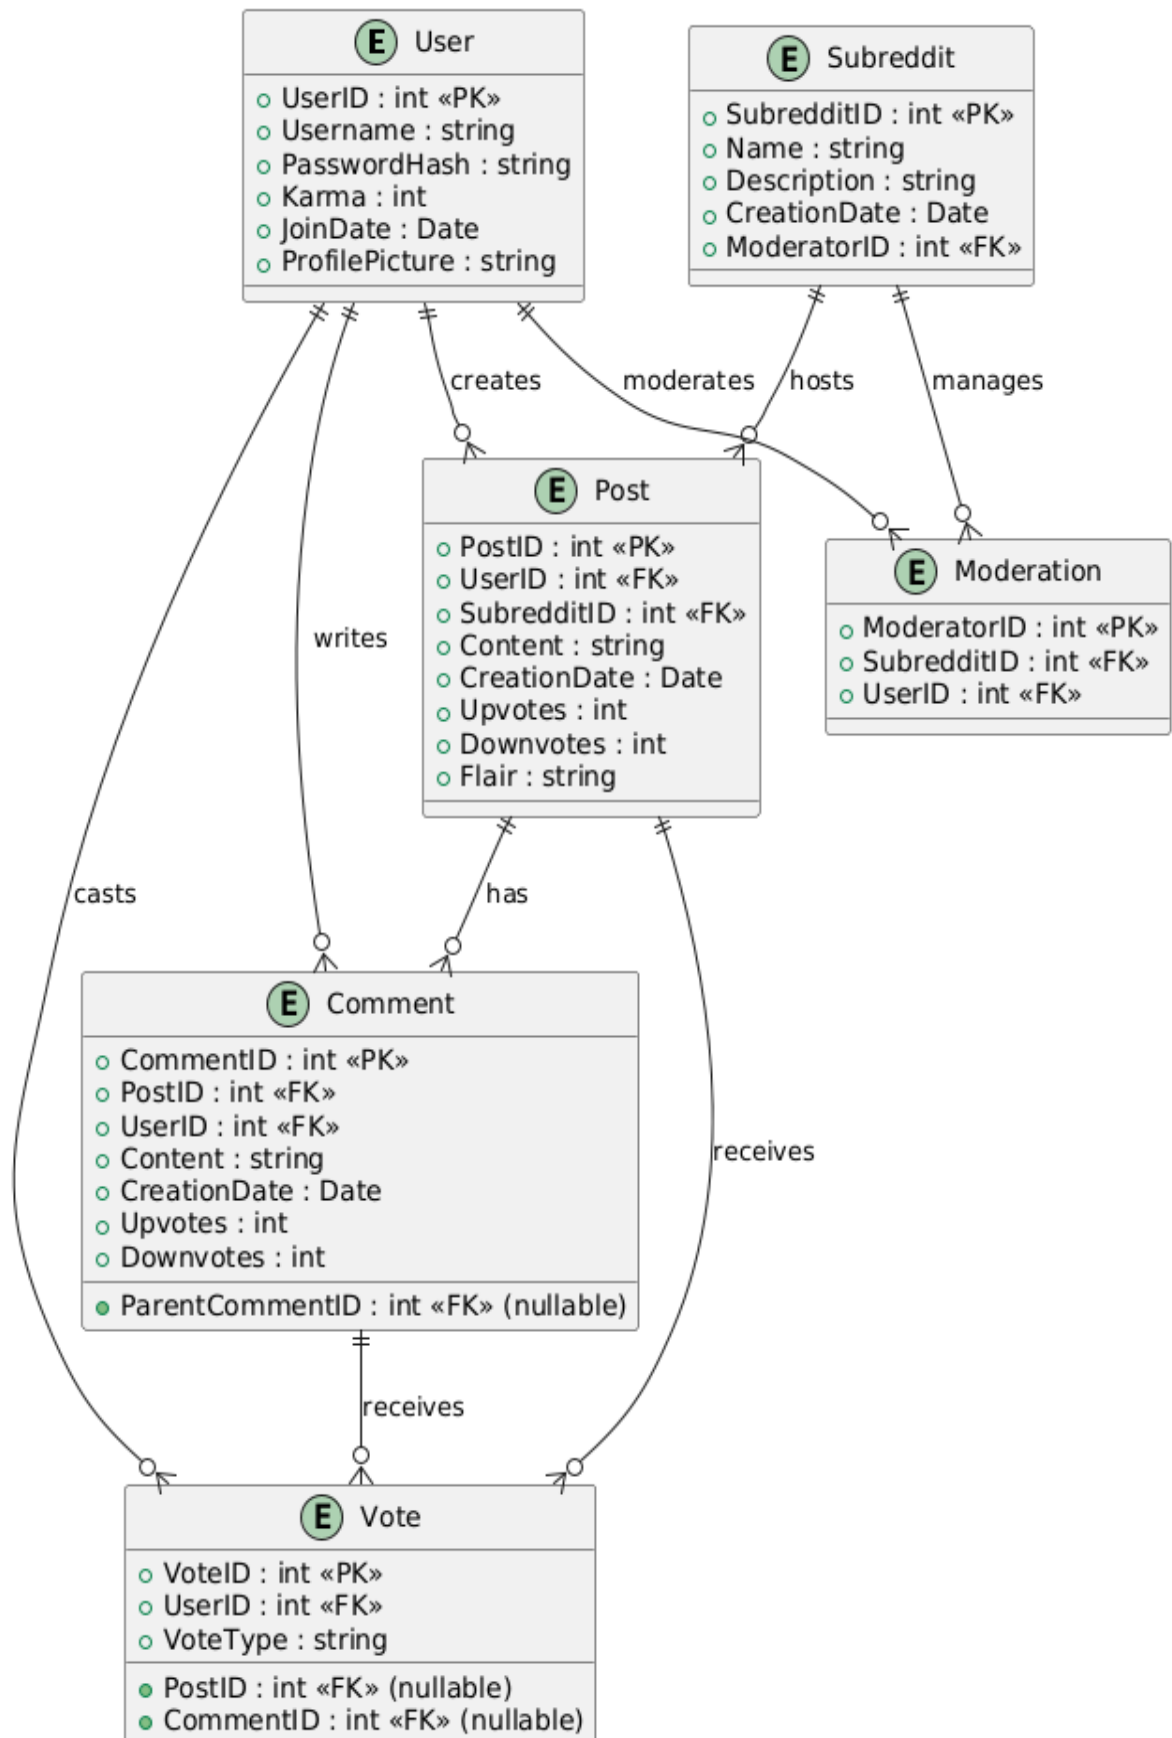 E User
UserID : int «PK»
Username : string
PasswordHash : string
Karma : int
JoinDate : Date
ProfilePicture : string
E Subreddit
SubredditID : int «PK»
Name : string
Description : string
CreationDate : Date
ModeratorID : int «FK»
creates
moderates
hosts
manages
E Post
PostID : int «PK»
UserID : int «FK»
SubredditID : int «FK»
Content : string
CreationDate : Date
Upvotes : int
Downvotes : int
Flair : string
E Moderation
ModeratorID : int «PK»
SubredditID : int «FK»
UserID : int «FK»
writes
casts
has
E Comment
CommentID : int «PK»
PostID : int «FK»
UserID : int «FK»
Content : string
CreationDate : Date
Upvotes : int
Downvotes : int
ParentCommentID : int «FK» (nullable)
receives
receives
E Vote
VoteID : int «PK»
UserID : int «FK»
VoteType : string
PostID : int «FK» (nullable)
CommentID : int «FK» (nullable)